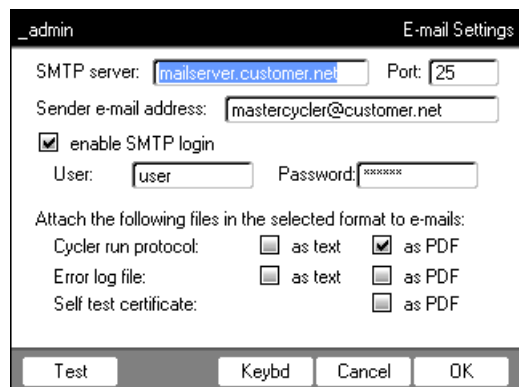 _admin E-mail Settings
SMTP server: mailserver.customer.net Port: 25
Sender e-mail address: mastercycler@customer.net
enable SMTP login
User: user Password: ******
Attach the following files in the selected format to e-mails:
Cycler run protocol: as text as PDF
Error log file: as text as PDF
Self test certificate: as PDF
Test Keybd Cancel OK